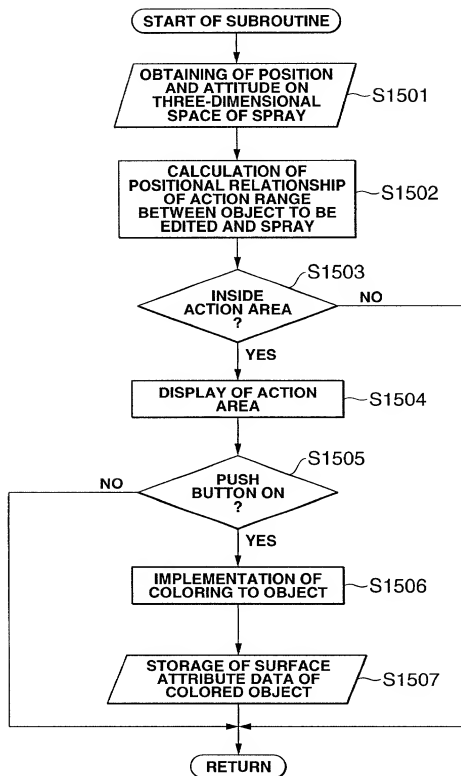 START OF SUBROUTINE
OBTAINING OF POSITION
AND ATTITUDE ON
THREE-DIMENSIONAL
SPACE OF SPRAY
S1501
CALCULATION OF
POSITIONAL RELATIONSHIP
OF ACTION RANGE
BETWEEN OBJECT TO BE
EDITED AND SPRAY
S1502
S1503
INSIDE
ACTION AREA
?
NO
YES
DISPLAY OF ACTION
AREA
S1504
S1505
PUSH
BUTTON ON
?
NO
YES
IMPLEMENTATION OF
COLORING TO OBJECT
S1506
STORAGE OF SURFACE
ATTRIBUTE DATA OF
COLORED OBJECT
S1507
RETURN